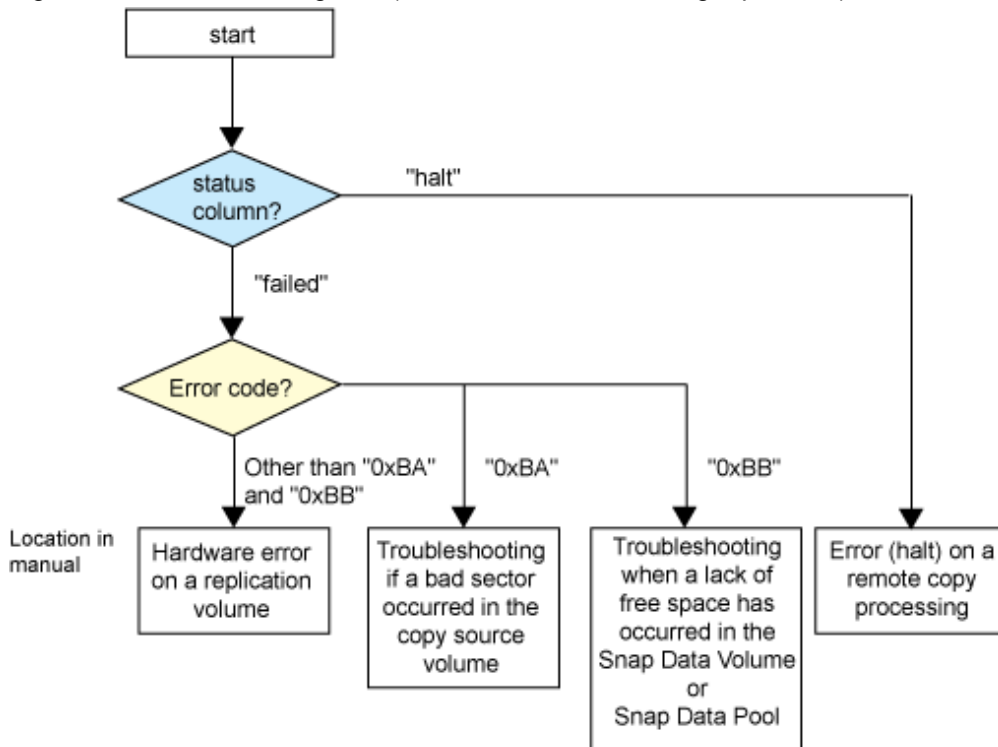 start
status
column?
"halt"
"failed"
Error code?
Other than "0xBA"
and "0xBB"
"0xBA"
"0xBB"
Location in
manual
Hardware error
on a replication
volume
Troubleshooting
if a bad sector
occurred in the
copy source
volume
Troubleshooting
when a lack of
free space has
occurred in the
Snap Data Volume
or
Snap Data Pool
Error (halt) on a
remote copy
processing